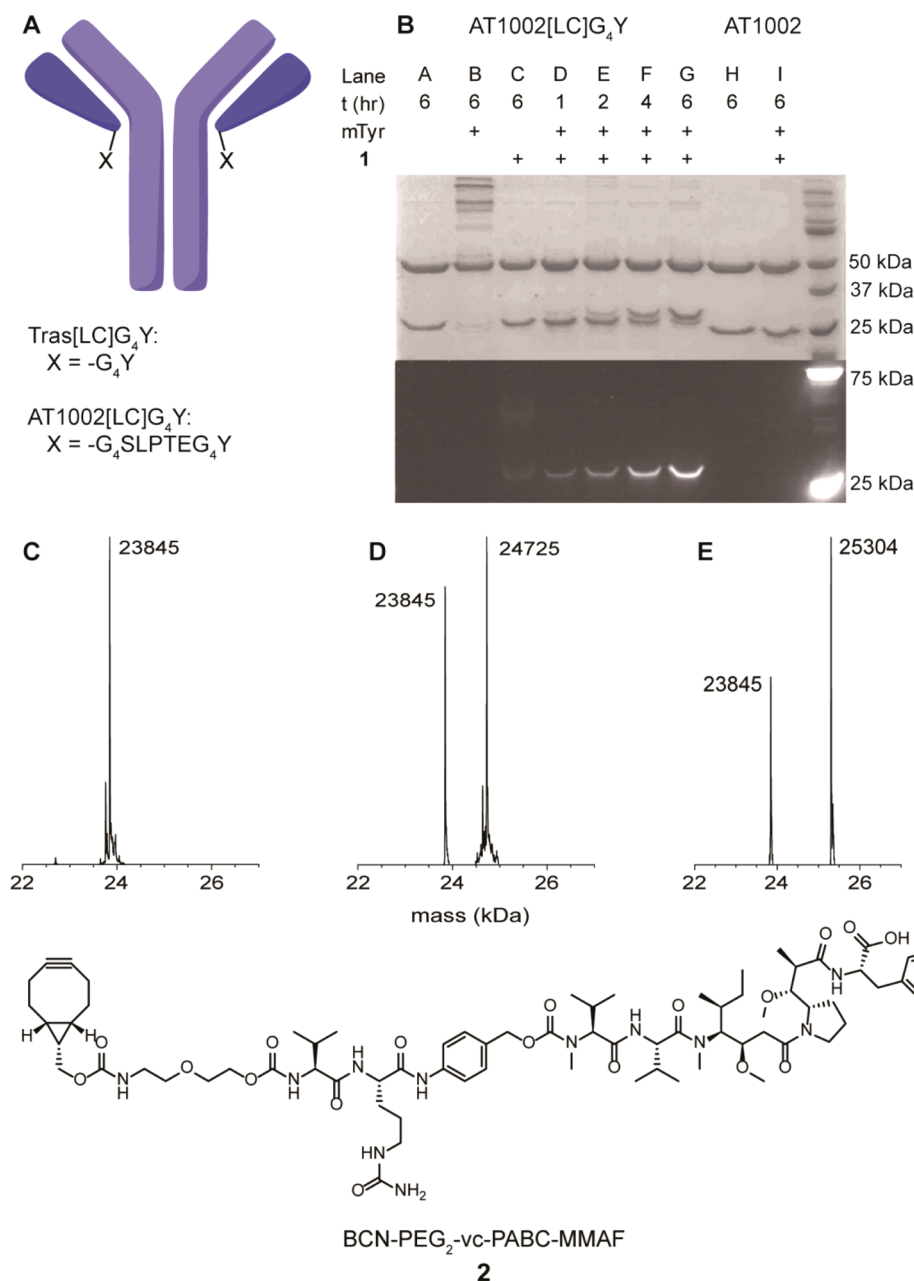 A
X
X
Tras[LC]G₄Y:
X = -G₄Y
AT1002[LC]G₄Y:
X = -G₄SLPTEG₄Y
B
AT1002[LC]G₄Y AT1002
Lane A B C D E F G H I
t (hr) 6 6 6 1 2 4 6 6 6
mTyr + + + + + +
1 + + + + + +
50 kDa
37 kDa
25 kDa
75 kDa
25 kDa
C
23845
22 24 26
D
24725
23845
22 24 26
mass (kDa)
E
25304
23845
22 24 26
H H
O
O
N
H
O
O
O
N
H
O
H
N
O
N
H
HN
O
NH₂
O
O
N
O
H
N
O
N
O
O
N
O
O
N
H
O
OH
BCN-PEG₂-vc-PABC-MMAF
2